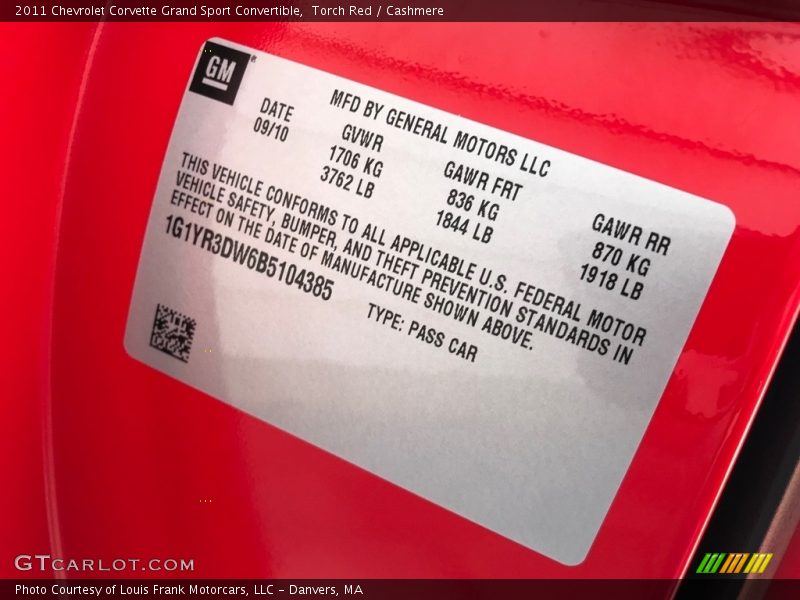 2011 Chevrolet Corvette Grand Sport Convertible,  Torch Red / Cashmere
GM®
MFD BY GENERAL MOTORS LLC
DATE GVWR GAWR FRT GAWR RR
09/10 1706 KG 836 KG 870 KG
3762 LB 1844 LB 1918 LB
THIS VEHICLE CONFORMS TO ALL APPLICABLE U.S. FEDERAL MOTOR
VEHICLE SAFETY, BUMPER, AND THEFT PREVENTION STANDARDS IN
EFFECT ON THE DATE OF MANUFACTURE SHOWN ABOVE.
1G1YR3DW6B5104385
TYPE: PASS CAR
GTCARLOT.COM
Photo Courtesy of Louis Frank Motorcars, LLC - Danvers, MA